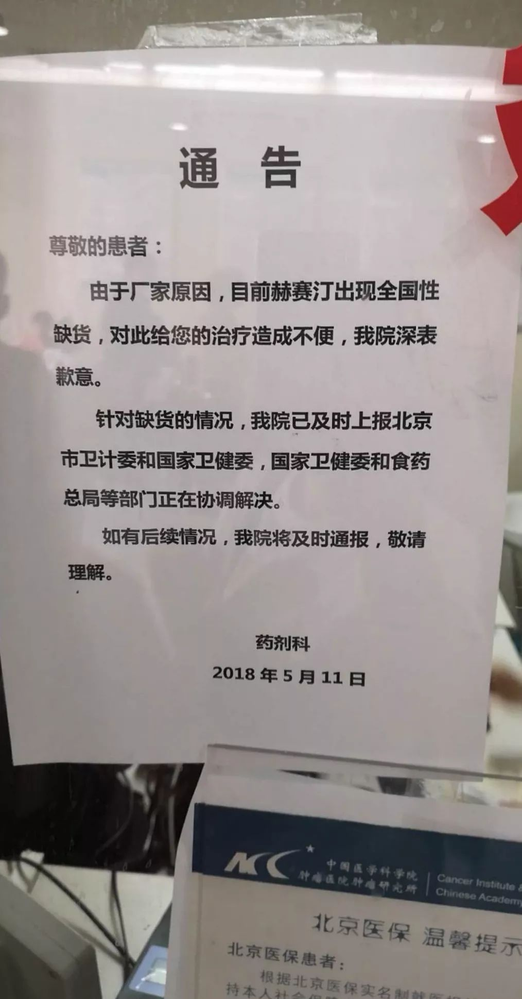 通 告
尊敬的患者：
由于厂家原因，目前赫赛汀出现全国性
缺货，对此给您的治疗造成不便，我院深表
歉意。
针对缺货的情况，我院已及时上报北京
市卫计委和国家卫健委，国家卫健委和食药
总局等部门正在协调解决。
如有后续情况，我院将及时通报，敬请
理解。
药剂科
2018 年 5 月 11 日
中国医学科学院
肿瘤医院肿瘤研究所
Cancer Institute &
Chinese Academy
北京医保 温馨提示
北京医保患者：
根据北京医保实名制就医
持本人社会保障